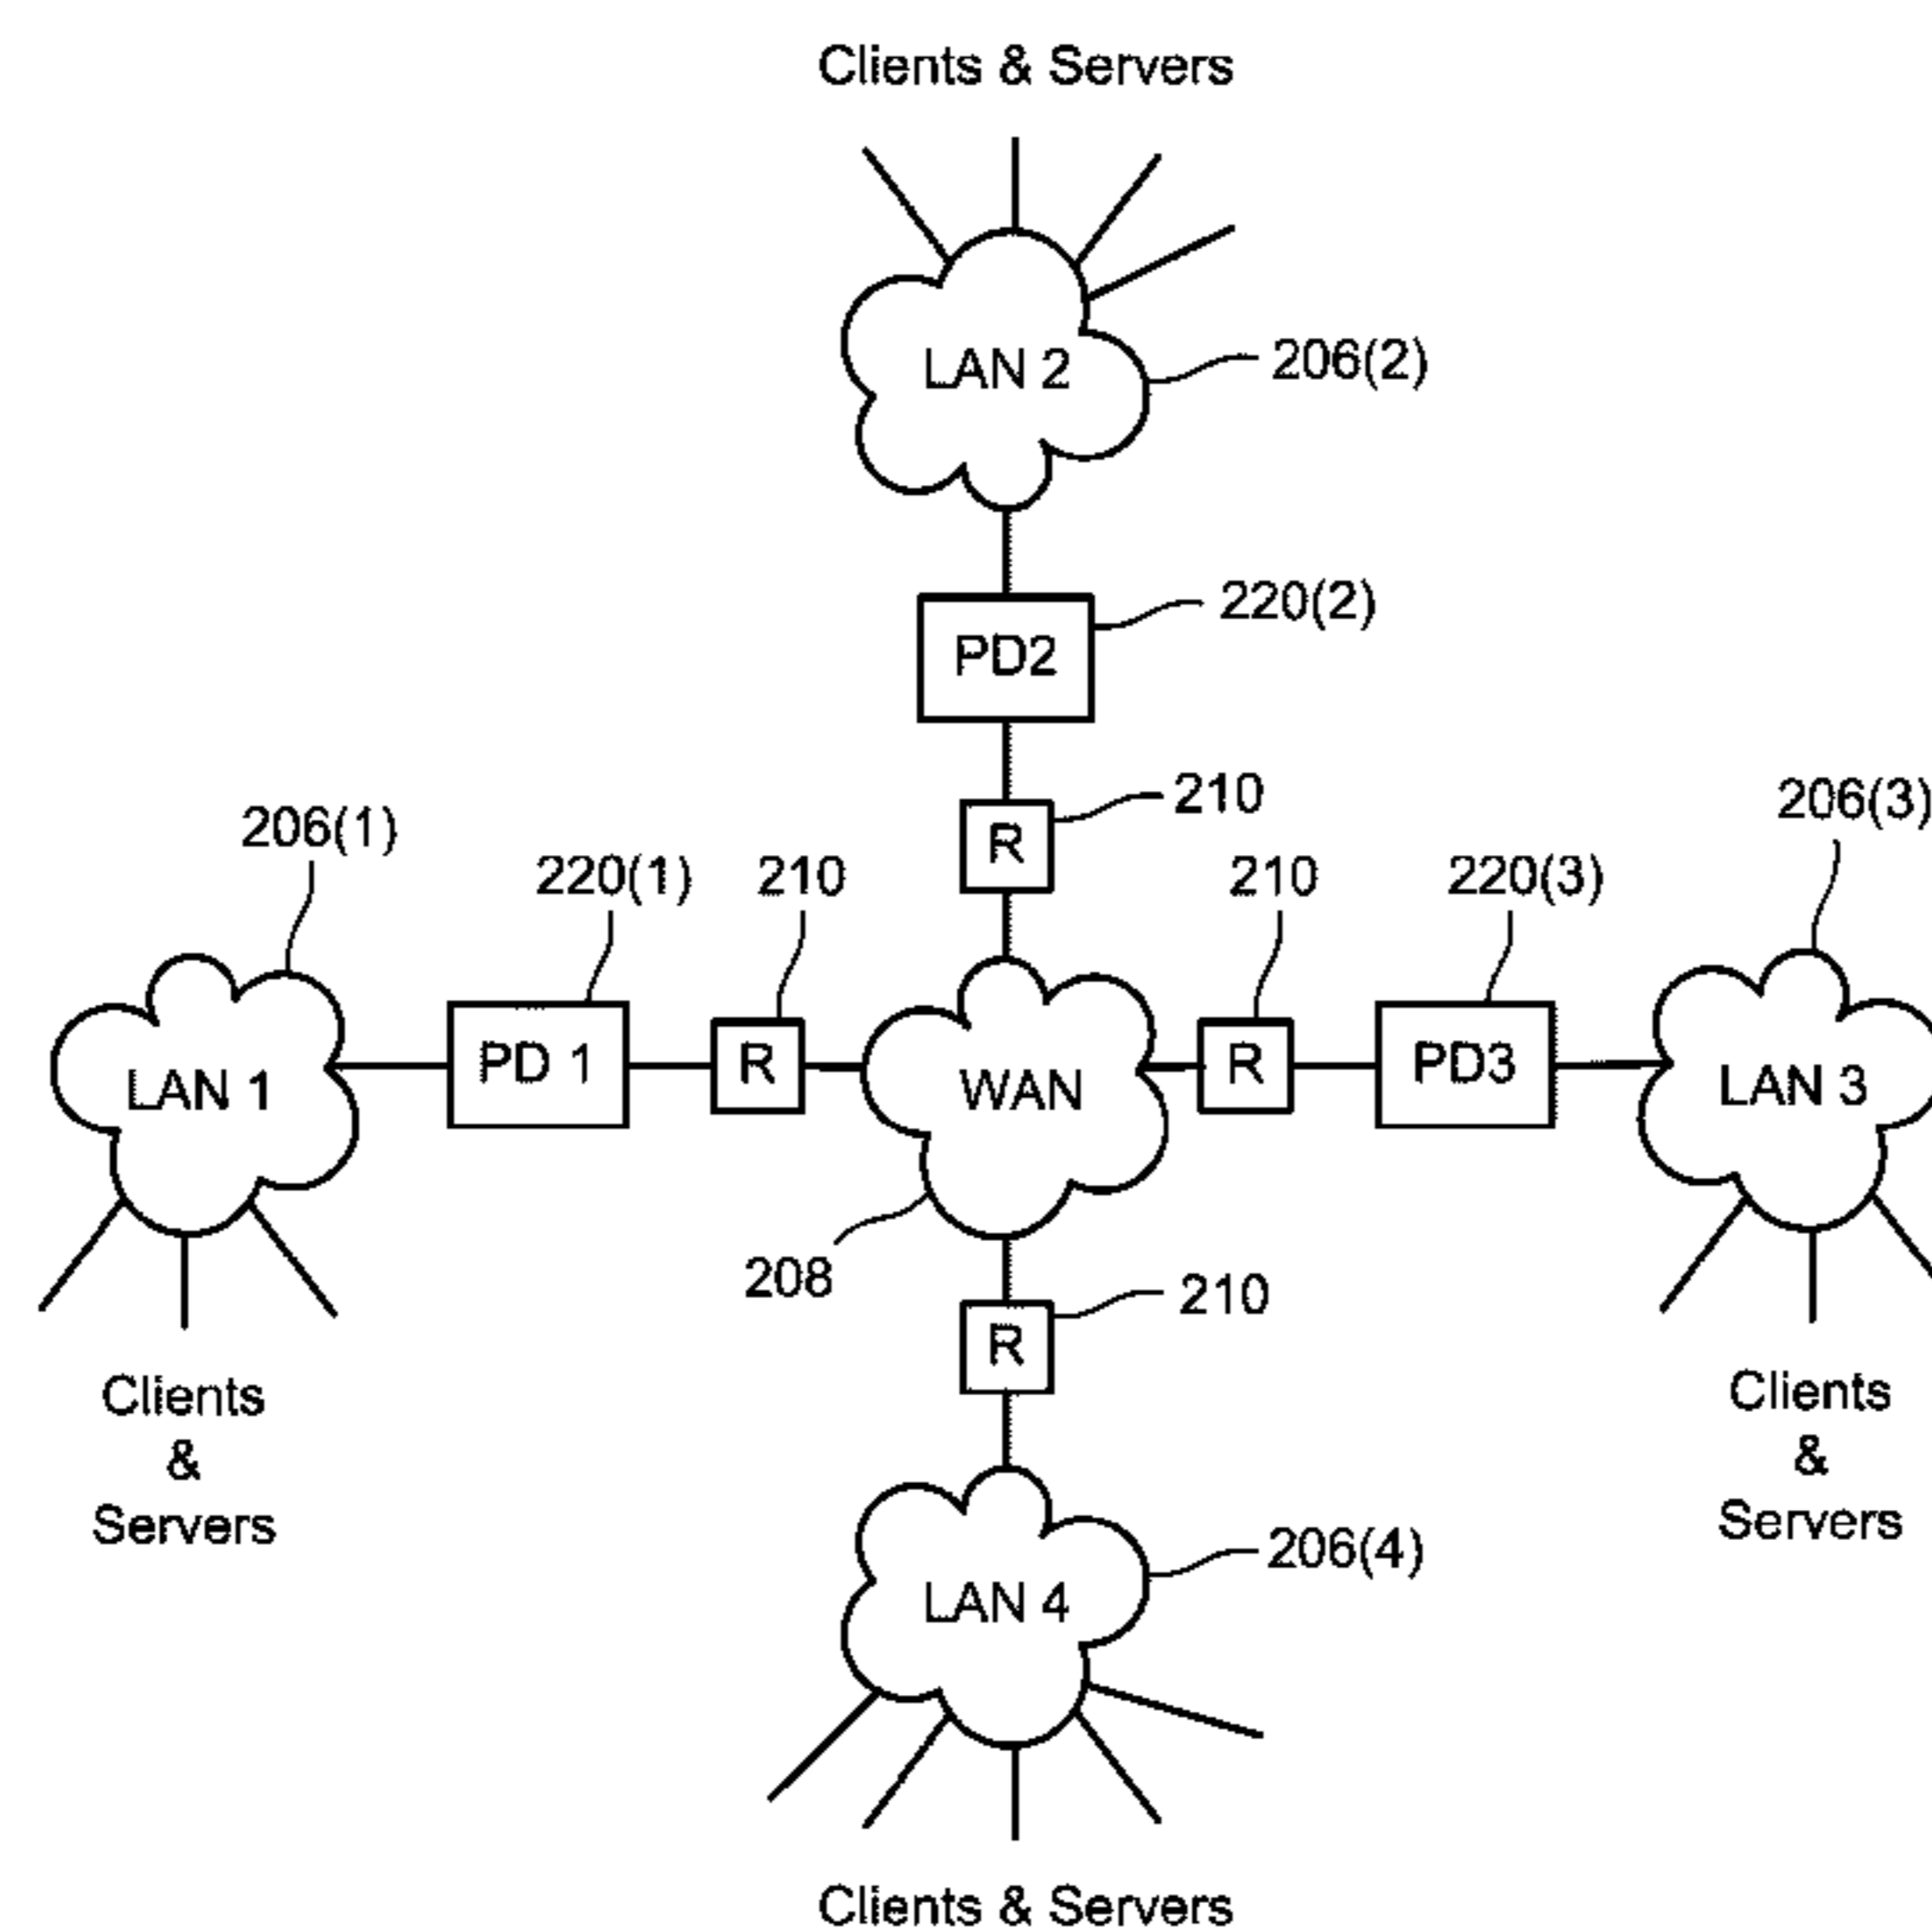 Clients & Servers
LAN 2
206(2)
PD2
220(2)
R
210
206(1)
220(1)
210
210
220(3)
206(3)
LAN 1
PD 1
R
WAN
R
PD3
LAN 3
208
R
210
Clients
&
Servers
Clients
&
Servers
LAN 4
206(4)
Clients & Servers